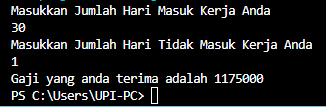 Masukkan Jumlah Hari Masuk Kerja Anda
30
Masukkan Jumlah Hari Tidak Masuk Kerja Anda
1
Gaji yang anda terima adalah 1175000
PS C:\Users\UPI-PC>